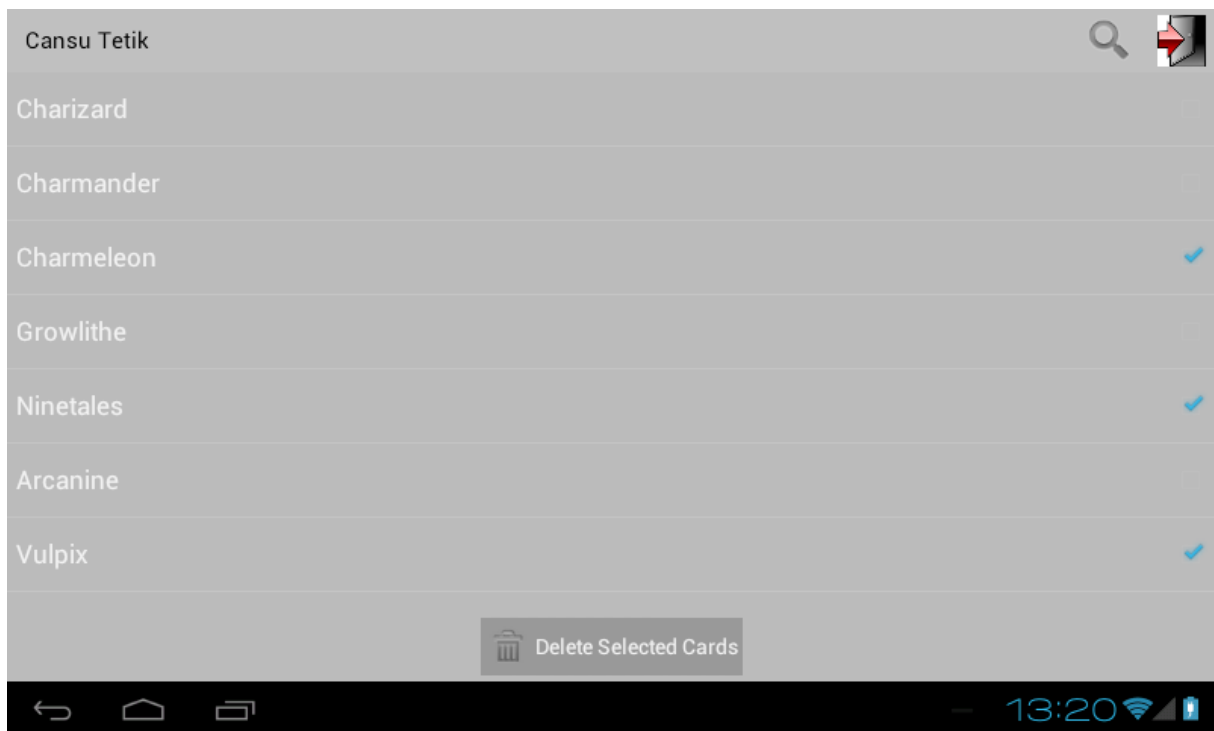 Cansu Tetik
Charizard
Charmander
Charmeleon
Growlithe
Ninetales
Arcanine
Vulpix
Delete Selected Cards
13:20